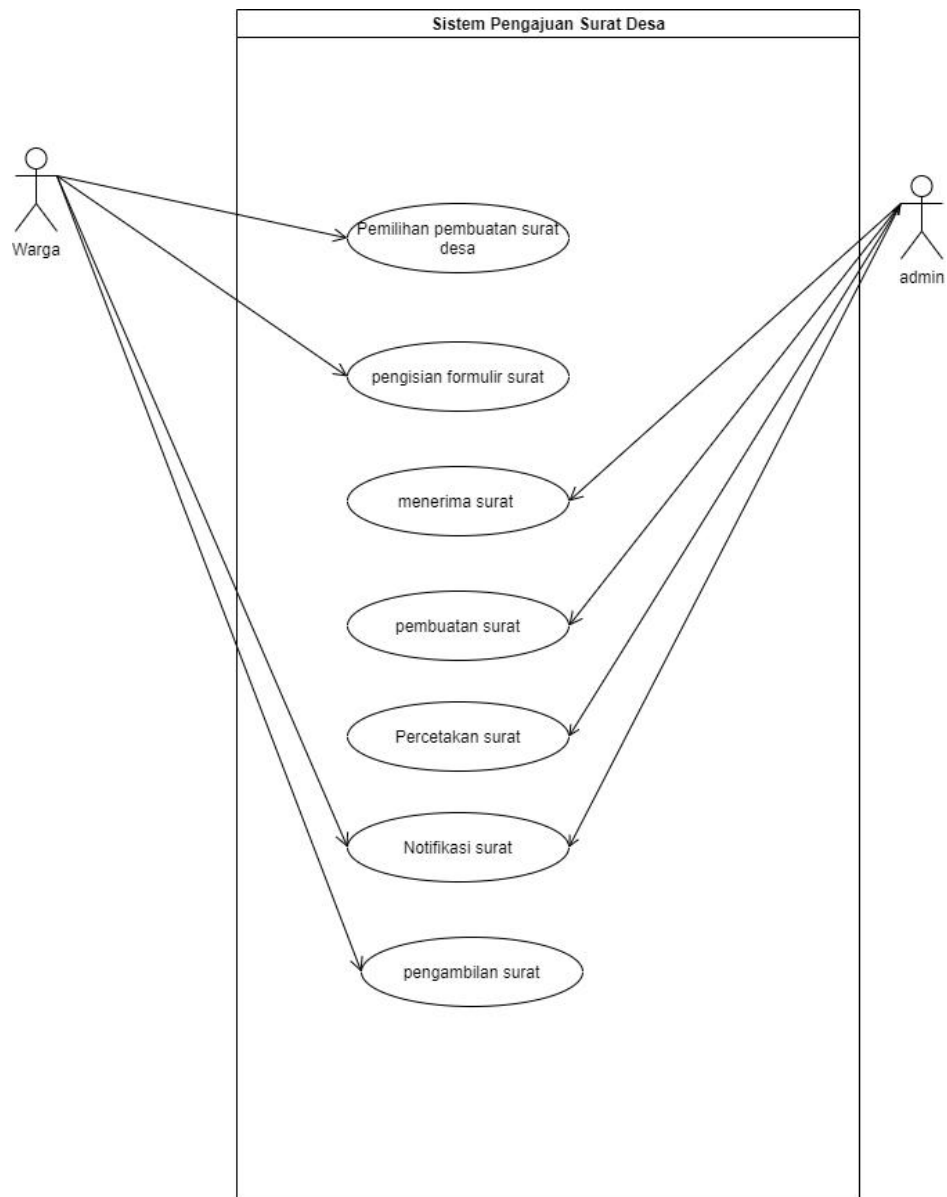 Sistem Pengajuan Surat Desa
Warga
admin
Pemilihan pembuatan surat
desa
pengisian formulir surat
menerima surat
pembuatan surat
Percetakan surat
Notifikasi surat
pengambilan surat